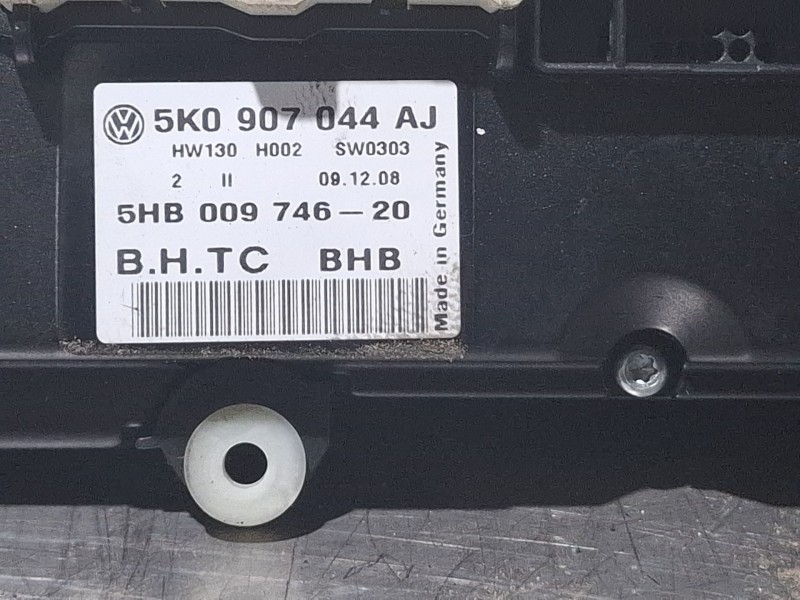 5K0 907 044 AJ
HW130 H002 SW0303
2 II 09.12.08
5HB 009 746-20
B.H.TC BHB
Made in Germany